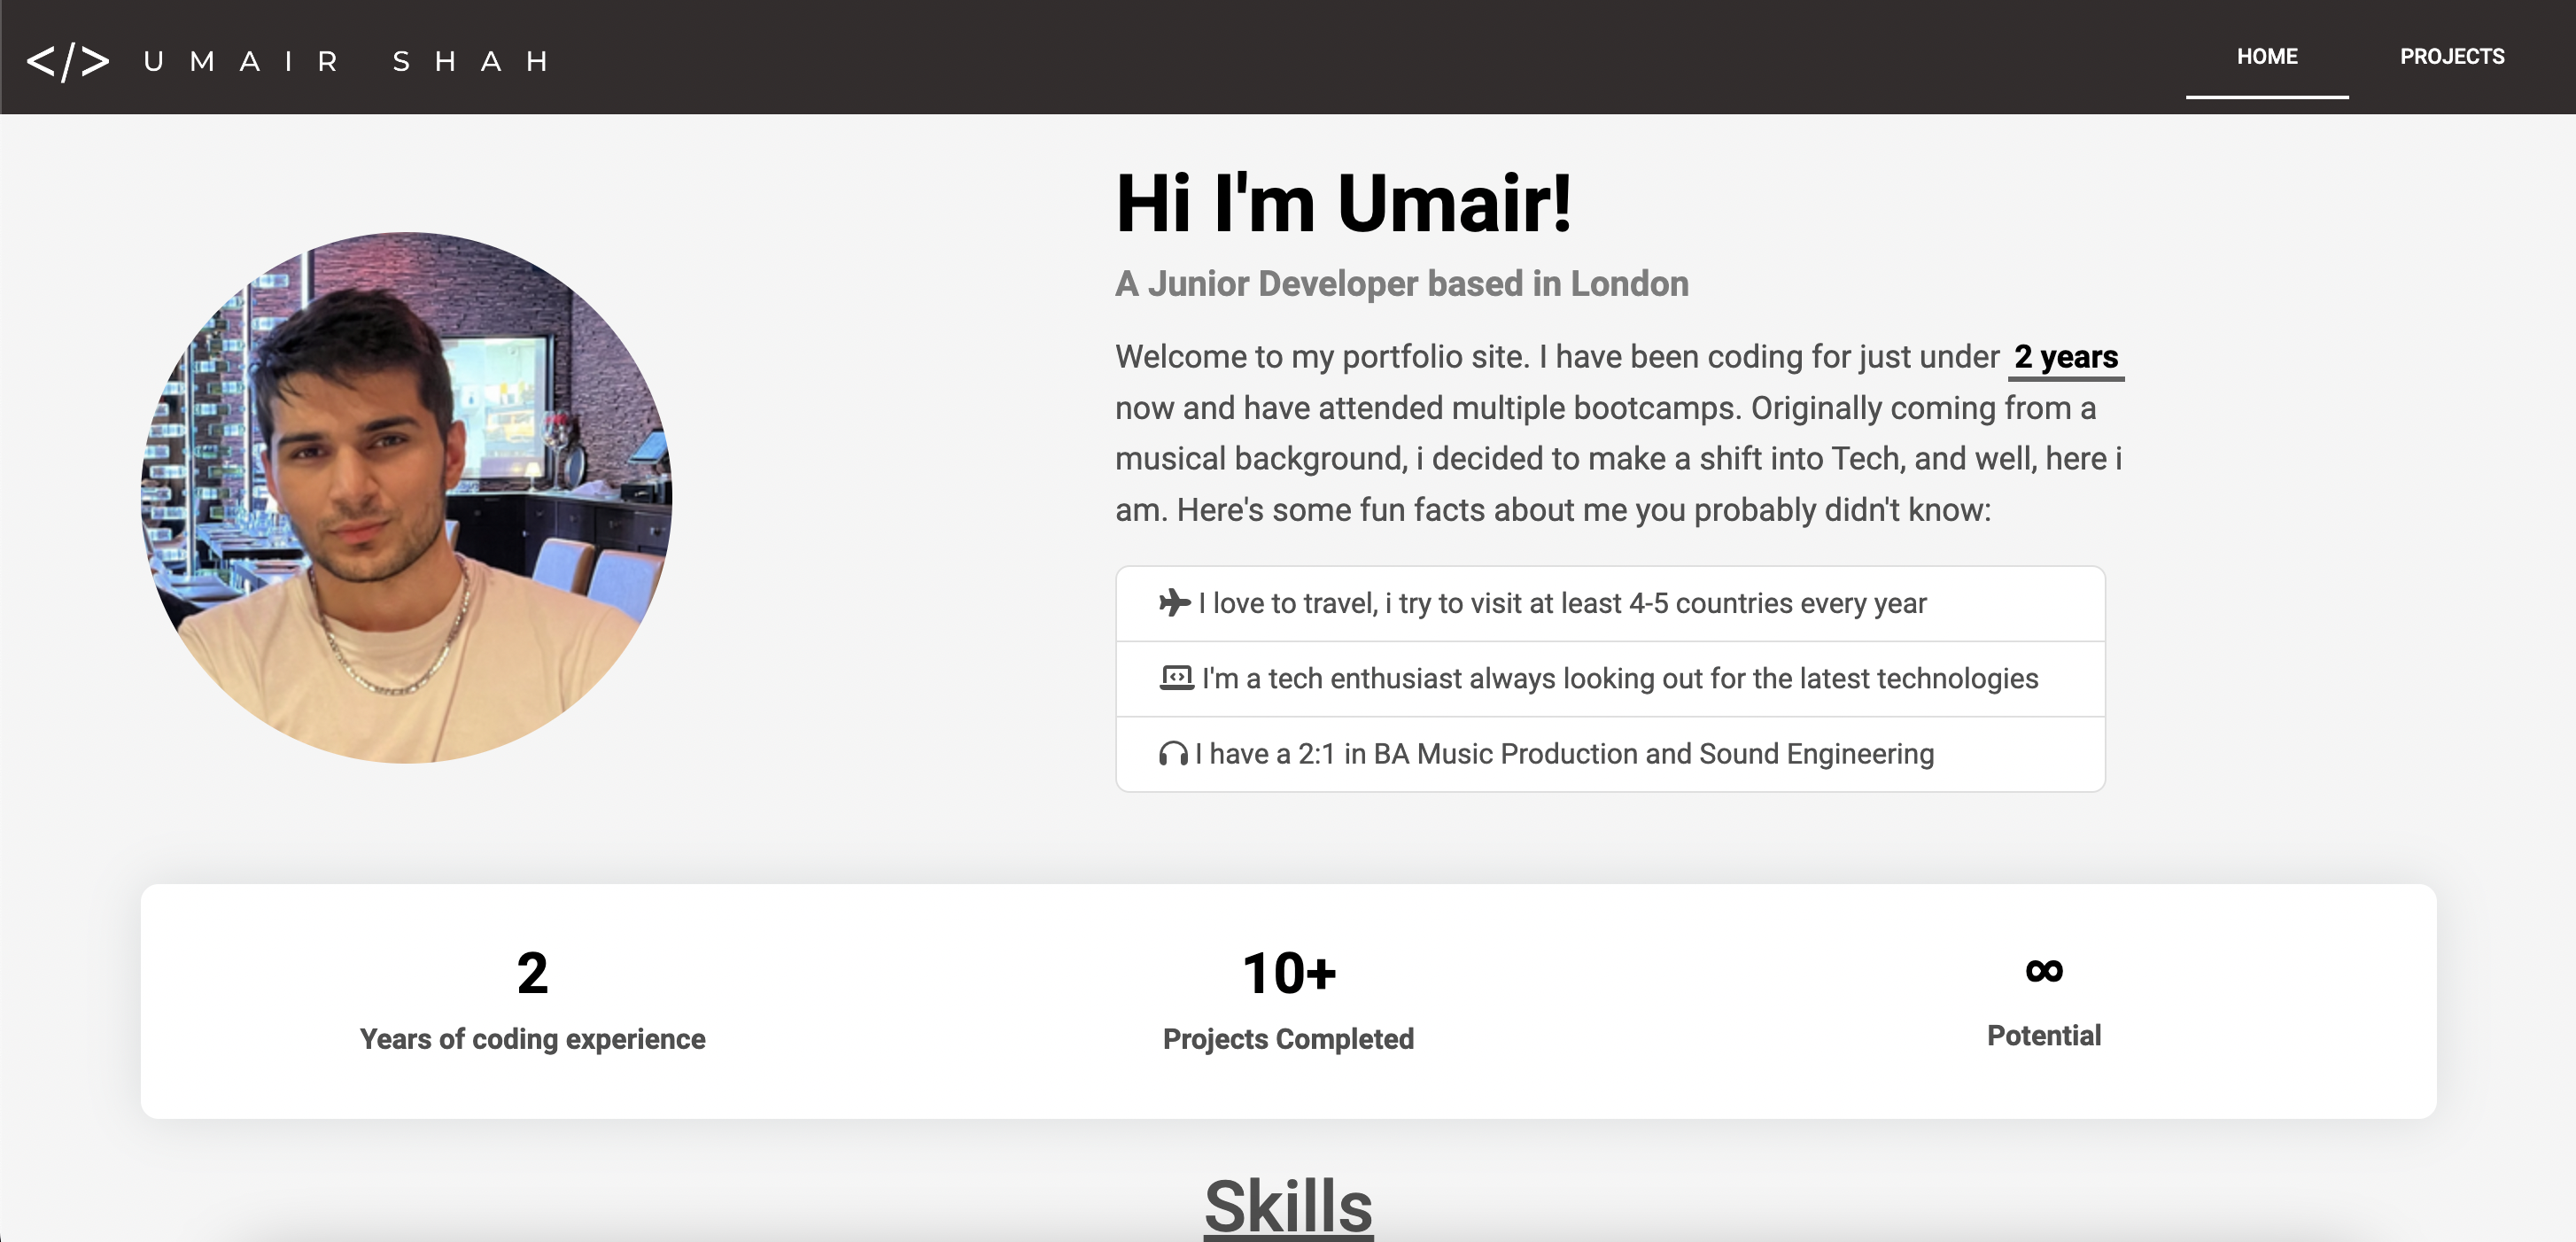 </> UMAIR SHAH
HOME
PROJECTS
Hi I'm Umair!
A Junior Developer based in London
Welcome to my portfolio site. I have been coding for just under 2 years
now and have attended multiple bootcamps. Originally coming from a
musical background, i decided to make a shift into Tech, and well, here i
am. Here's some fun facts about me you probably didn't know:
I love to travel, i try to visit at least 4-5 countries every year
I'm a tech enthusiast always looking out for the latest technologies
I have a 2:1 in BA Music Production and Sound Engineering
2
Years of coding experience
10+
Projects Completed
∞
Potential
Skills